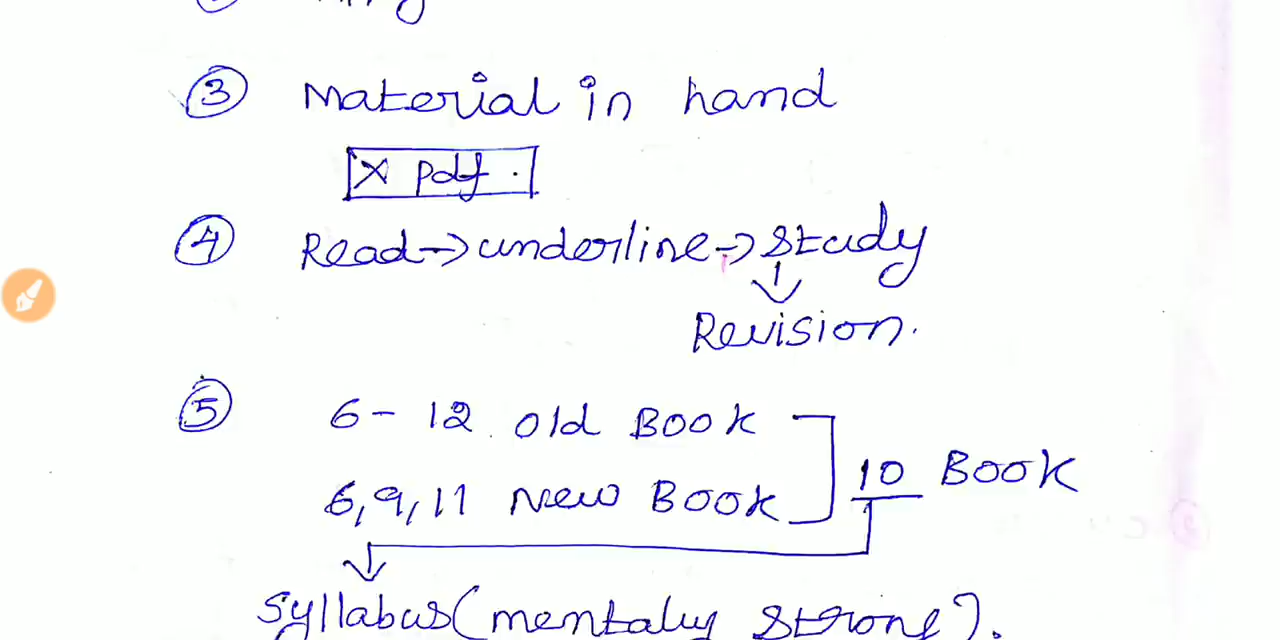 ③ Material in hand
X pdf.
④ Read → underline → study
↓
Revision.
⑤ 6 - 12 old Book
6, 9, 11 New Book
10 Book
Syllabus (mentaly strong).